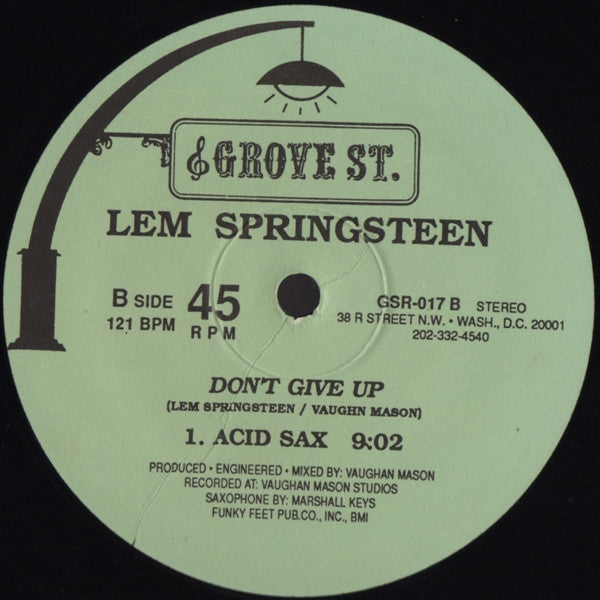 GROVE ST.
LEM SPRINGSTEEN
B SIDE 45
121 BPM RPM
GSR-017 B STEREO
38 R STREET N.W. • WASH., D.C. 20001
202-332-4540
DON'T GIVE UP
(LEM SPRINGSTEEN / VAUGHN MASON)
1. ACID SAX 9:02
PRODUCED • ENGINEERED • MIXED BY: VAUGHAN MASON
RECORDED AT: VAUGHAN MASON STUDIOS
SAXOPHONE BY: MARSHALL KEYS
FUNKY FEET PUB.CO., INC., BMI